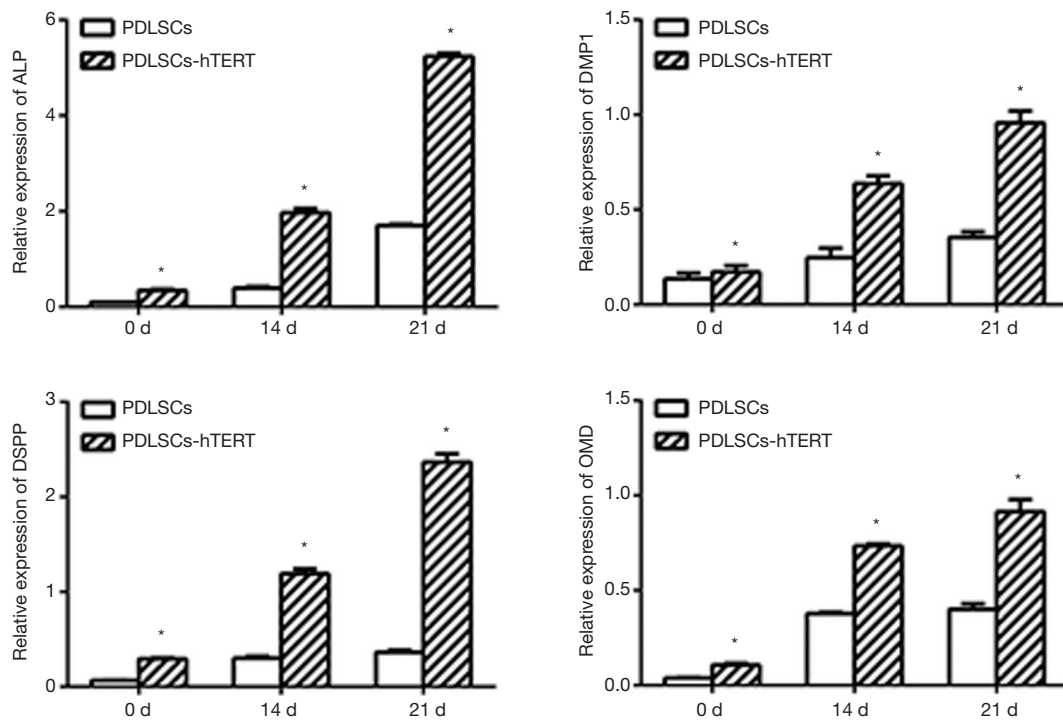 Relative expression of ALP
6
4
2
0
PDLSCs
PDLSCs-hTERT
*
*
*
0 d
14 d
21 d
Relative expression of DMP1
1.5
1.0
0.5
0.0
PDLSCs
PDLSCs-hTERT
*
*
*
0 d
14 d
21 d
Relative expression of DSPP
3
2
1
0
PDLSCs
PDLSCs-hTERT
*
*
*
0 d
14 d
21 d
Relative expression of OMD
1.5
1.0
0.5
0.0
PDLSCs
PDLSCs-hTERT
*
*
*
0 d
14 d
21 d